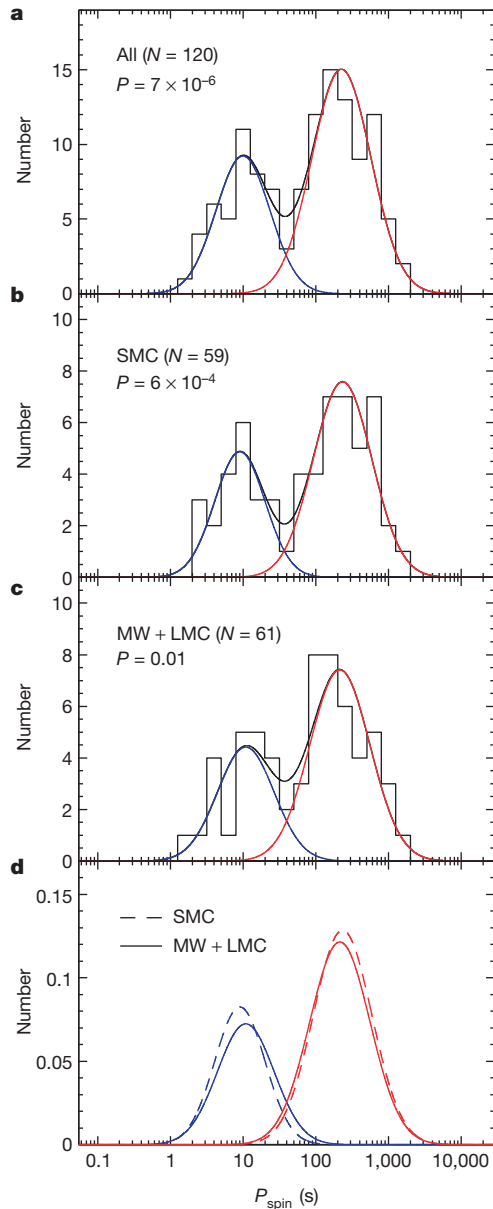 a
All (N = 120)
P = 7 × 10⁻⁶
15
10
5
0
Number
b
SMC (N = 59)
P = 6 × 10⁻⁴
10
8
6
4
2
0
Number
c
MW + LMC (N = 61)
P = 0.01
10
8
6
4
2
0
Number
d
SMC
MW + LMC
0.15
0.1
0.05
0
Number
0.1 1 10 100 1,000 10,000
Pspin (s)